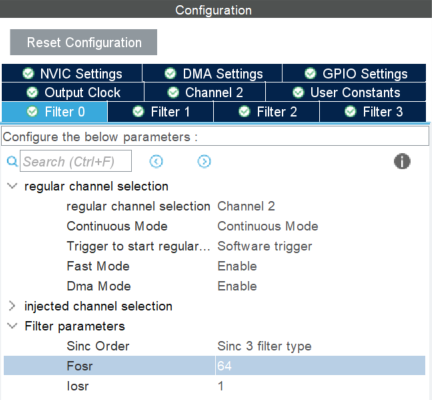 Configuration
Reset Configuration
NVIC Settings DMA Settings GPIO Settings
Output Clock Channel 2 User Constants
Filter 0 Filter 1 Filter 2 Filter 3
Configure the below parameters :
Search (Ctrl+F)
regular channel selection
regular channel selection Channel 2
Continuous Mode Continuous Mode
Trigger to start regular... Software trigger
Fast Mode Enable
Dma Mode Enable
injected channel selection
Filter parameters
Sinc Order Sinc 3 filter type
Fosr 64
Iosr 1